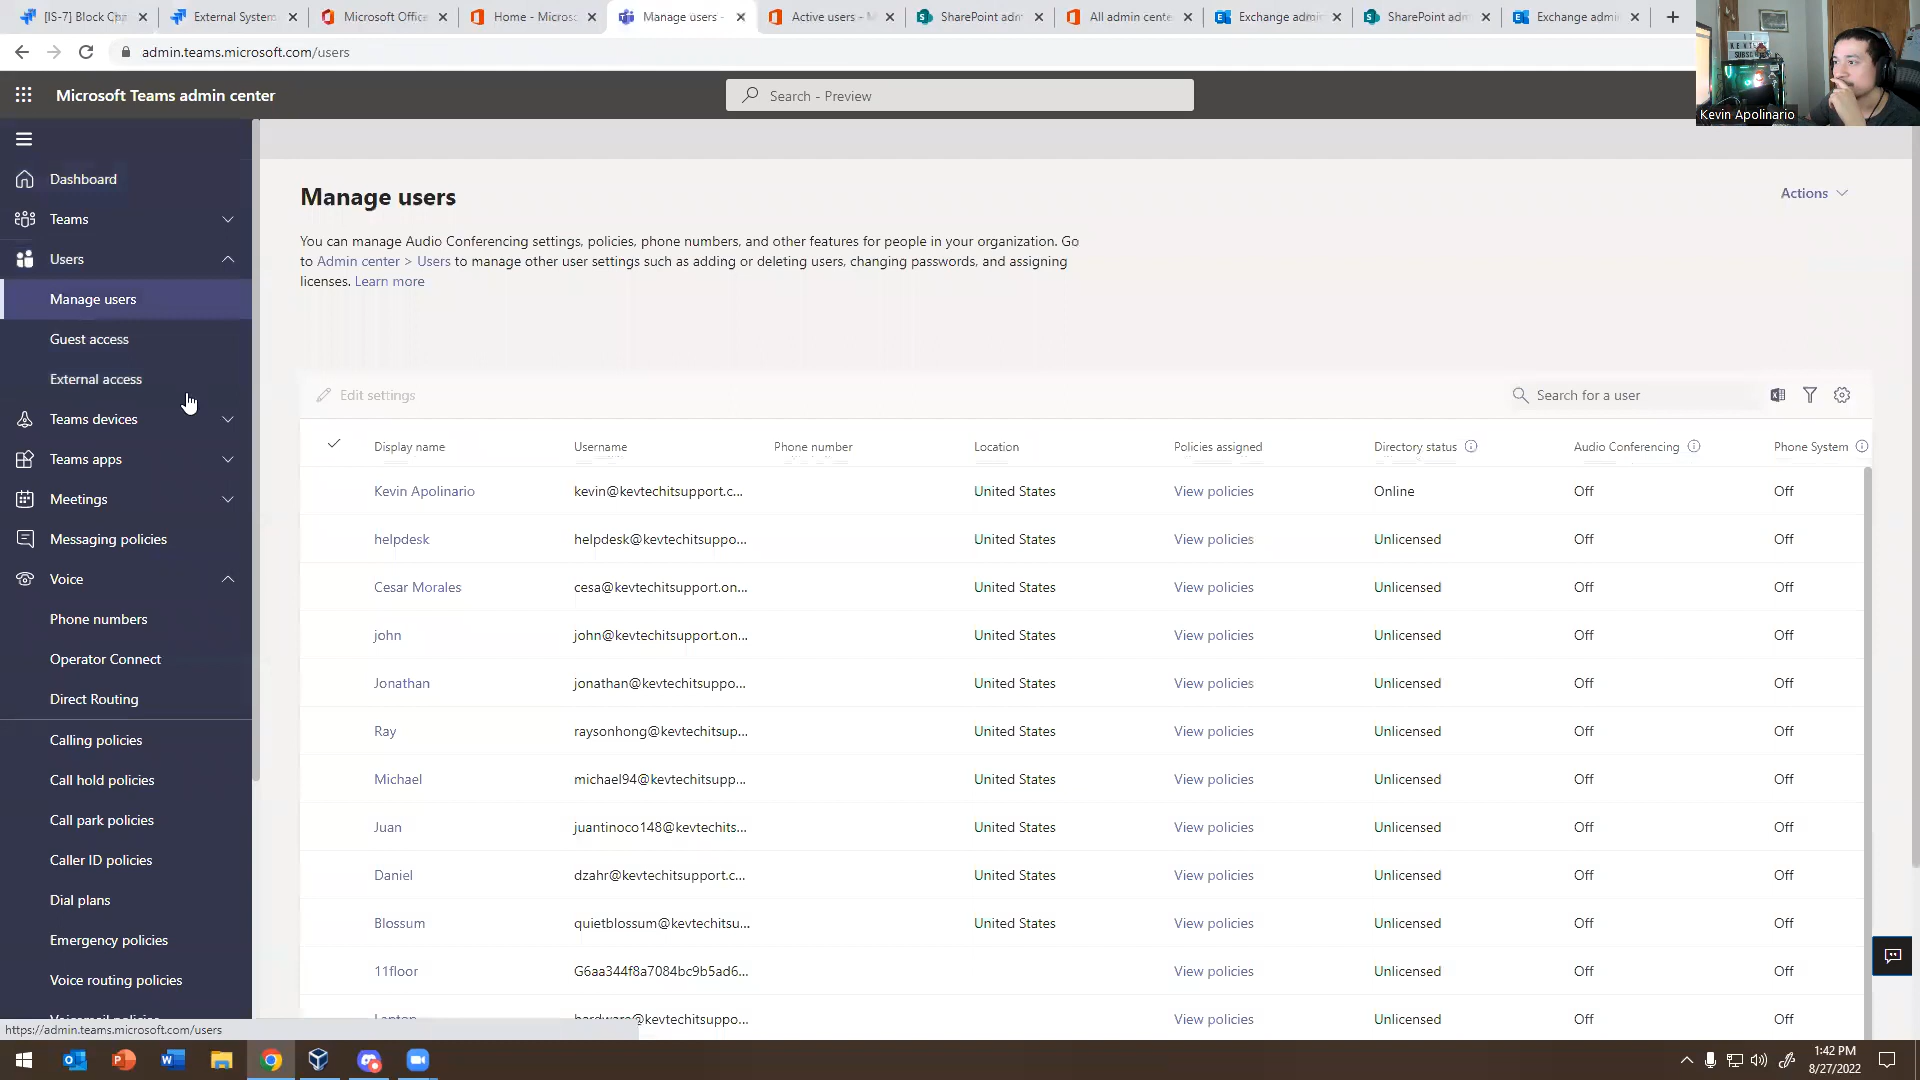 [IS-7] Block Cha
External System
Microsoft Office
Home - Microso
Manage users -
Active users - M
SharePoint adm
All admin cente
Exchange admi
SharePoint adm
Exchange admi
admin.teams.microsoft.com/users
Microsoft Teams admin center
Search - Preview
Kevin Apolinario
Dashboard
Teams
Users
Manage users
Guest access
External access
Teams devices
Teams apps
Meetings
Messaging policies
Voice
Phone numbers
Operator Connect
Direct Routing
Calling policies
Call hold policies
Call park policies
Caller ID policies
Dial plans
Emergency policies
Voice routing policies
Manage users
Actions
You can manage Audio Conferencing settings, policies, phone numbers, and other features for people in your organization. Go
to Admin center > Users to manage other user settings such as adding or deleting users, changing passwords, and assigning
licenses. Learn more
Edit settings
Search for a user
Display name Username Phone number Location Policies assigned Directory status Audio Conferencing Phone System
Kevin Apolinario kevin@kevtechitsupport.c... United States View policies Online Off Off
helpdesk helpdesk@kevtechitsuppo... United States View policies Unlicensed Off Off
Cesar Morales cesa@kevtechitsupport.on... United States View policies Unlicensed Off Off
john john@kevtechitsupport.on... United States View policies Unlicensed Off Off
Jonathan jonathan@kevtechitsuppo... United States View policies Unlicensed Off Off
Ray raysonhong@kevtechitsup... United States View policies Unlicensed Off Off
Michael michael94@kevtechitsupp... United States View policies Unlicensed Off Off
Juan juantinoco148@kevtechits... United States View policies Unlicensed Off Off
Daniel dzahr@kevtechitsupport.c... United States View policies Unlicensed Off Off
Blossum quietblossum@kevtechitsu... United States View policies Unlicensed Off Off
11floor G6aa344f8a7084bc9b5ad6... View policies Unlicensed Off Off
Laptop hardware@kevtechitsuppo... View policies Unlicensed Off Off
https://admin.teams.microsoft.com/users
1:42 PM
8/27/2022